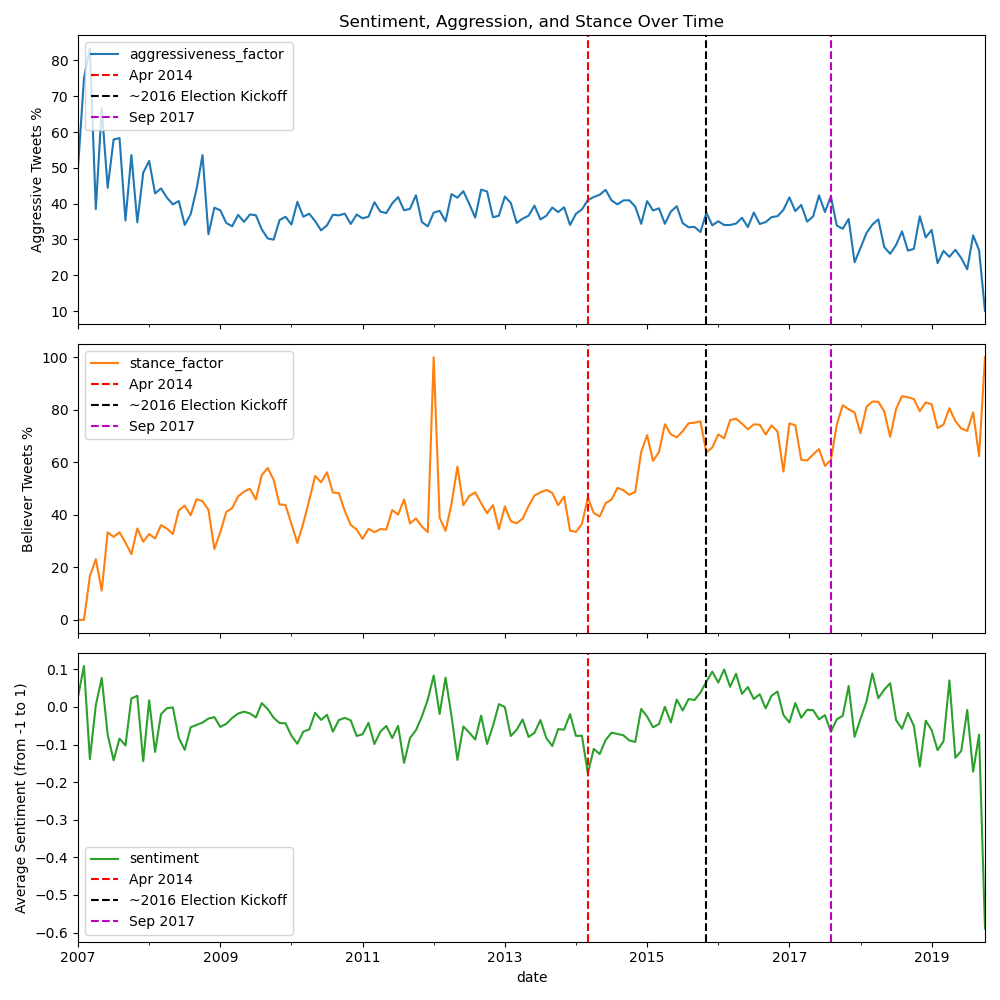 Sentiment, Aggression, and Stance Over Time
Aggressive Tweets %
80
70
60
50
40
30
20
10
aggressiveness_factor
Apr 2014
~2016 Election Kickoff
Sep 2017
Believer Tweets %
100
80
60
40
20
0
stance_factor
Apr 2014
~2016 Election Kickoff
Sep 2017
Average Sentiment (from -1 to 1)
0.1
0.0
−0.1
−0.2
−0.3
−0.4
−0.5
−0.6
sentiment
Apr 2014
~2016 Election Kickoff
Sep 2017
2007 2009 2011 2013 2015 2017 2019
date